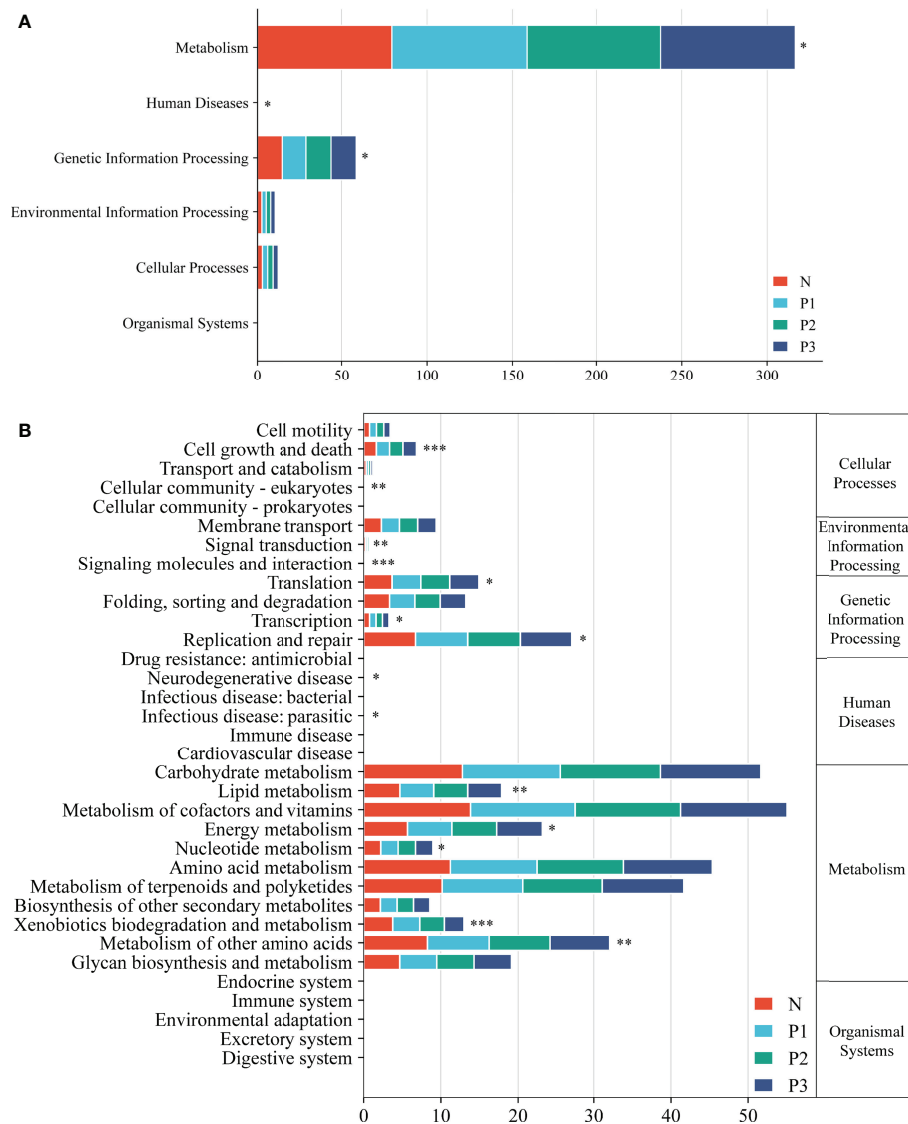 A
Metabolism
*
Human Diseases
*
Genetic Information Processing
*
Environmental Information Processing
Cellular Processes
Organismal Systems
N
P1
P2
P3
0 50 100 150 200 250 300
B
Cell motility
Cell growth and death
***
Transport and catabolism
Cellular community - eukaryotes
**
Cellular community - prokaryotes
Cellular
Processes
Membrane transport
Signal transduction
**
Signaling molecules and interaction
***
Environmenta
Information
Processing
Translation
*
Folding, sorting and degradation
Transcription
*
Replication and repair
*
Genetic
Information
Processing
Drug resistance: antimicrobial
Neurodegenerative disease
*
Infectious disease: bacterial
Infectious disease: parasitic
*
Immune disease
Cardiovascular disease
Human
Diseases
Carbohydrate metabolism
Lipid metabolism
**
Metabolism of cofactors and vitamins
Energy metabolism
*
Nucleotide metabolism
*
Amino acid metabolism
Metabolism of terpenoids and polyketides
Biosynthesis of other secondary metabolites
Xenobiotics biodegradation and metabolism
***
Metabolism of other amino acids
**
Glycan biosynthesis and metabolism
Metabolism
Endocrine system
Immune system
Environmental adaptation
Excretory system
Digestive system
Organismal
Systems
N
P1
P2
P3
0 10 20 30 40 50